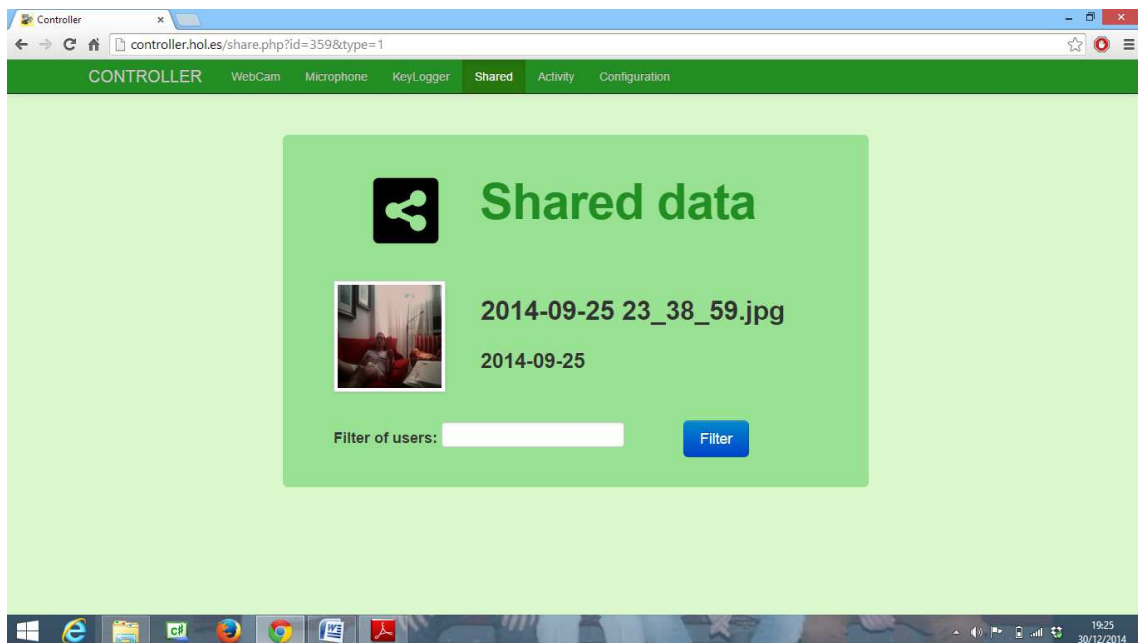 Controller
controller.hol.es/share.php?id=359&type=1
CONTROLLER WebCam Microphone KeyLogger Shared Activity Configuration
Shared data
2014-09-25 23_38_59.jpg
2014-09-25
Filter of users: Filter
C#
19:25
30/12/2014